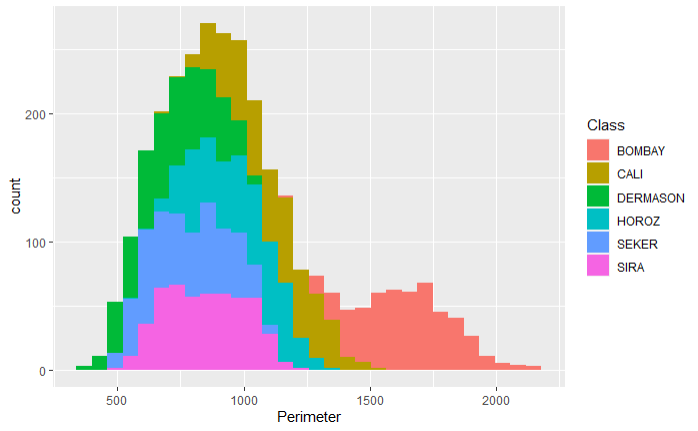 count
200
100
0
500
1000
1500
2000
Perimeter
Class
BOMBAY
CALI
DERMASON
HOROZ
SEKER
SIRA